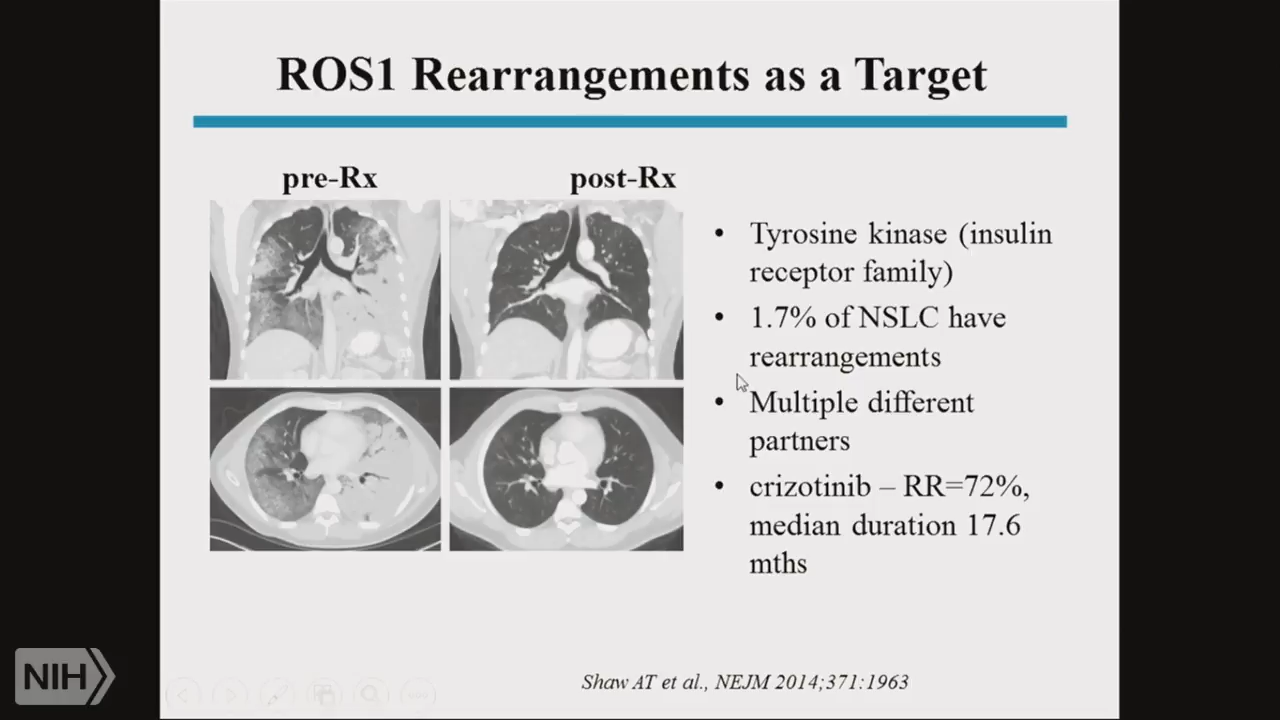 ROS1 Rearrangements as a Target
pre-Rx
post-Rx
• Tyrosine kinase (insulin
receptor family)
• 1.7% of NSLC have
rearrangements
• Multiple different
partners
• crizotinib – RR=72%,
median duration 17.6
mths
Shaw AT et al., NEJM 2014;371:1963
NIH